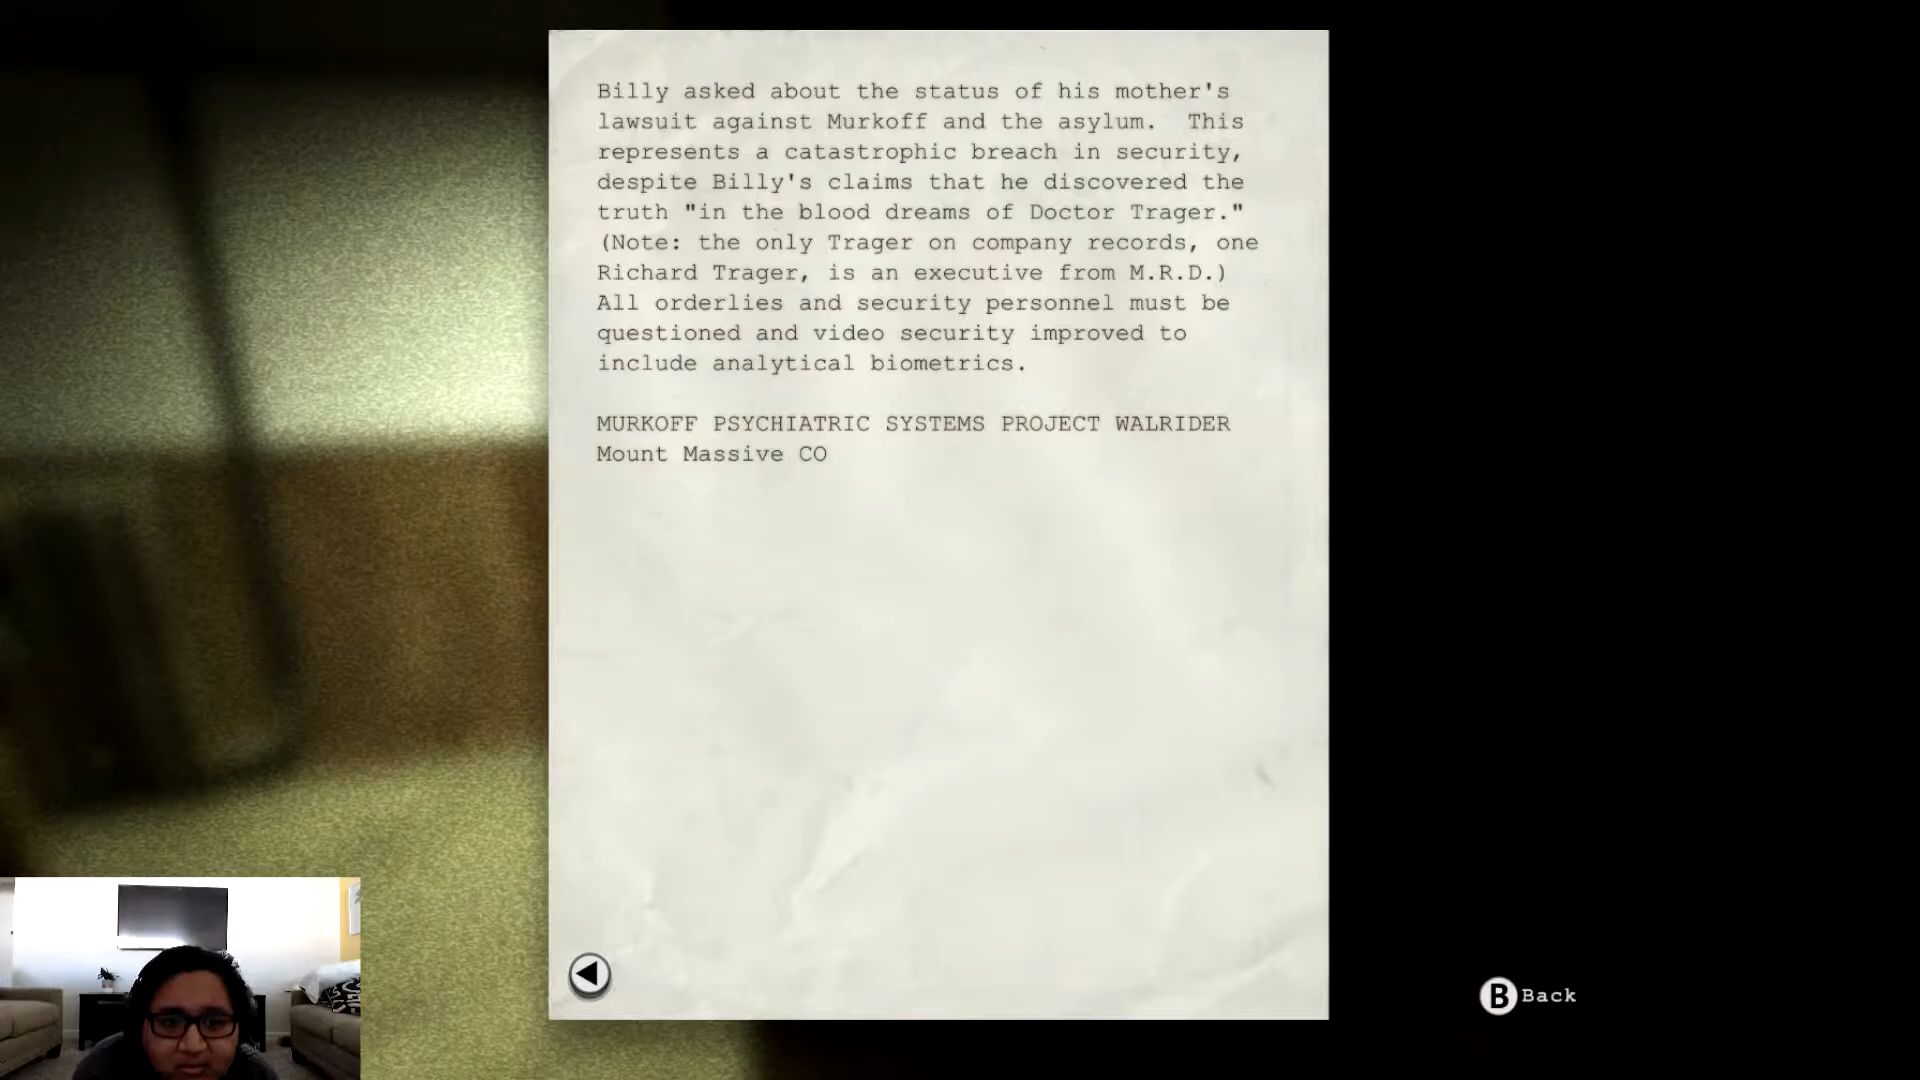 Billy asked about the status of his mother's
lawsuit against Murkoff and the asylum.  This
represents a catastrophic breach in security,
despite Billy's claims that he discovered the
truth "in the blood dreams of Doctor Trager."
(Note: the only Trager on company records, one
Richard Trager, is an executive from M.R.D.)
All orderlies and security personnel must be
questioned and video security improved to
include analytical biometrics.
MURKOFF PSYCHIATRIC SYSTEMS PROJECT WALRIDER
Mount Massive CO
B Back